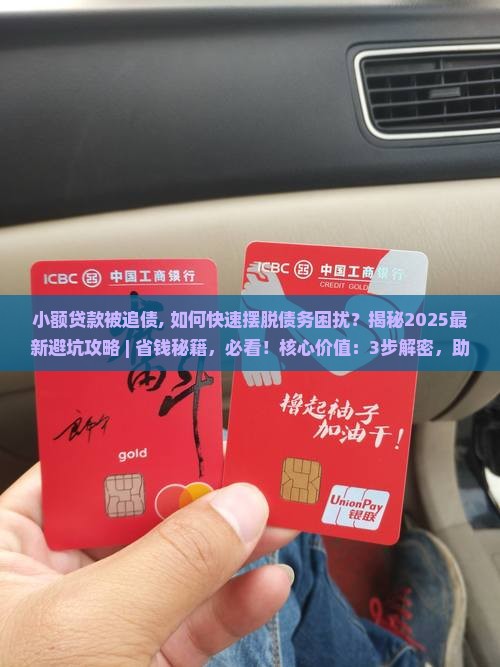 ICBC 中国工商银行
ICBC 中国工商银行
小额贷款被追债, 如何快速摆脱债务困扰？揭秘2025最
新避坑攻略 | 省钱秘籍，必看！核心价值：3步解密，助
奋斗
撸起袖子
加油干！
gold
UnionPay
银联